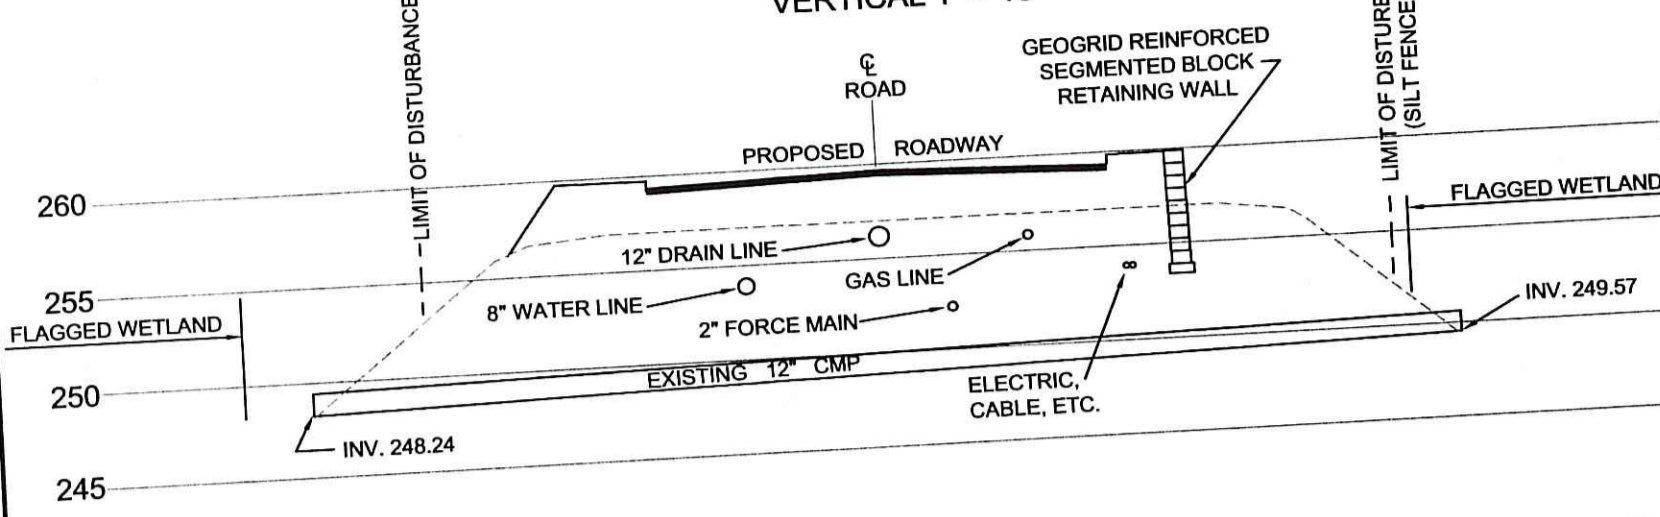 VERTICAL 1" =
LIMIT OF DISTURBANCE
LIMIT OF DISTURB
(SILT FENCE
GEOGRID REINFORCED
SEGMENTED BLOCK
RETAINING WALL
℄
ROAD
PROPOSED ROADWAY
260
FLAGGED WETLAND
12" DRAIN LINE
GAS LINE
255
8" WATER LINE
INV. 249.57
FLAGGED WETLAND
2" FORCE MAIN
EXISTING 12" CMP
250
ELECTRIC,
CABLE, ETC.
INV. 248.24
245